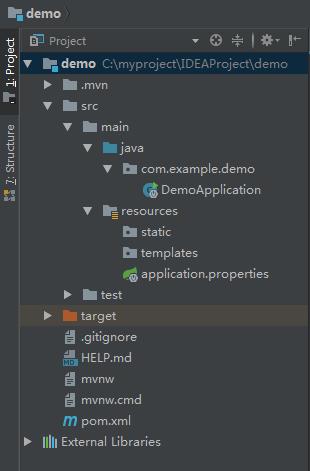 demo
Project
1: Project
7: Structure
demo C:\myproject\IDEAProject\demo
.mvn
src
main
java
com.example.demo
DemoApplication
resources
static
templates
application.properties
test
target
.gitignore
MD HELP.md
mvnw
mvnw.cmd
m pom.xml
External Libraries